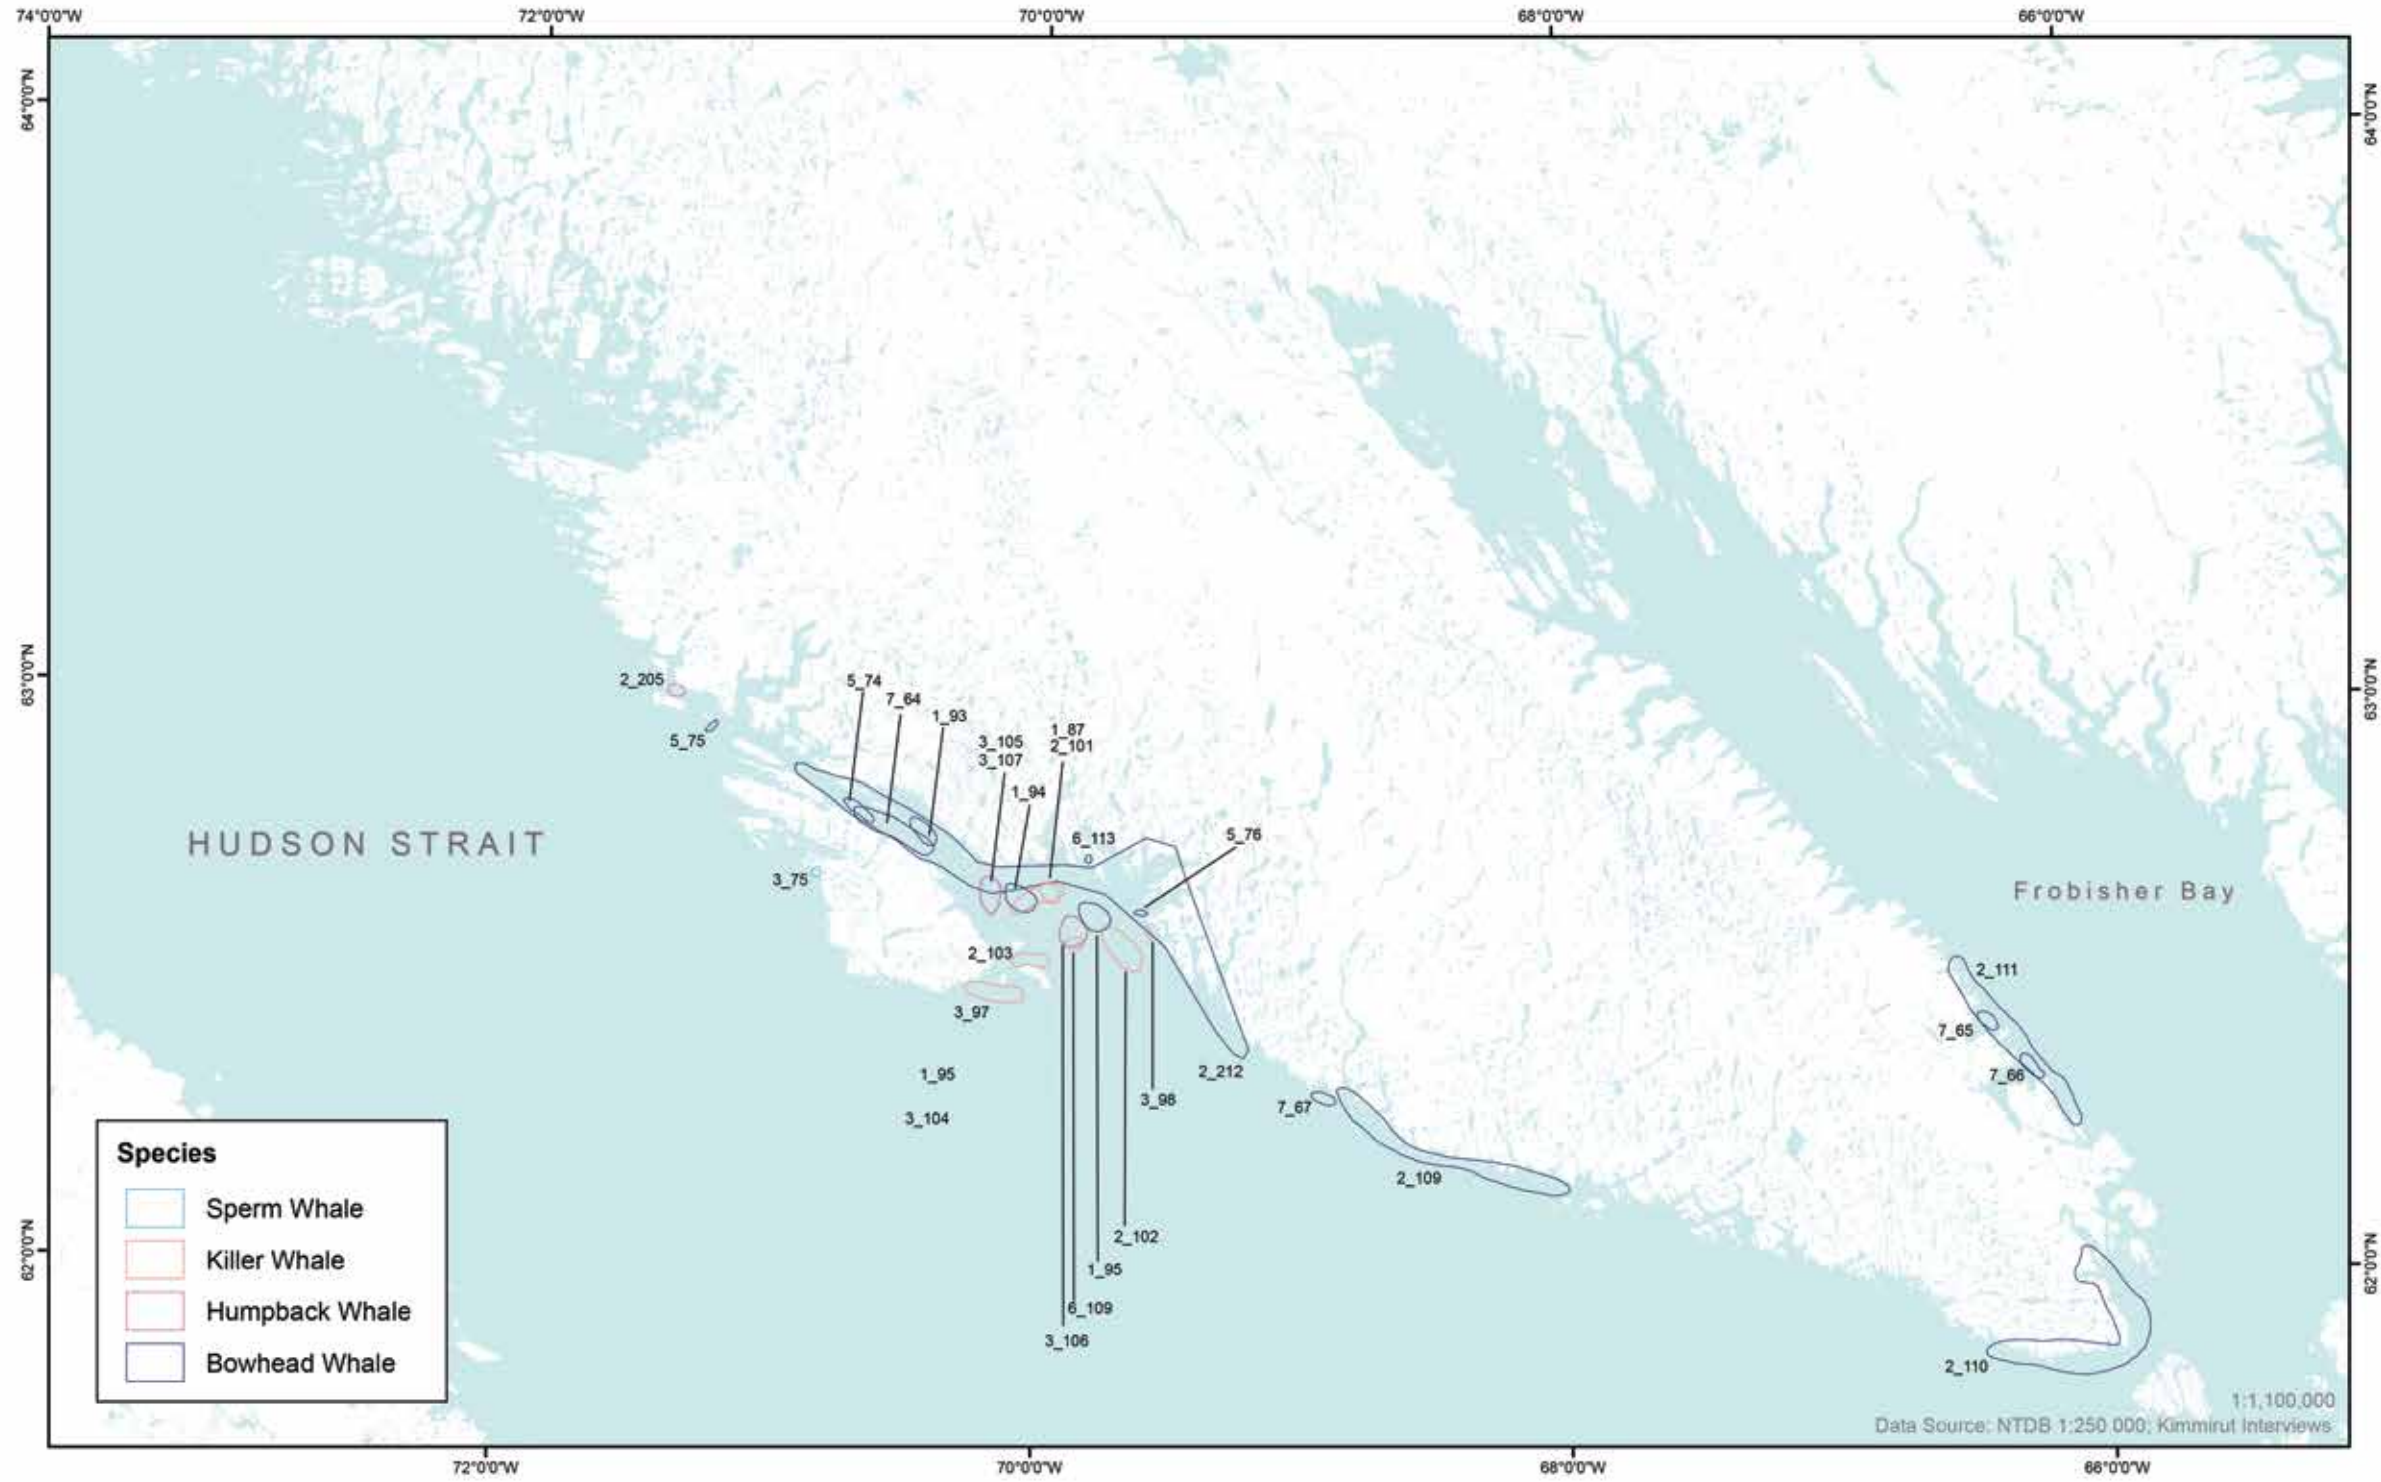 74°0'0"W
72°0'0"W
70°0'0"W
68°0'0"W
66°0'0"W
64°0'0"N
64°0'0"N
63°0'0"N
63°0'0"N
2_205
5_74
7_64
1_93
5_75
3_105
3_107
1_87
2_101
1_94
HUDSON STRAIT
6_113
5_76
3_75
Frobisher Bay
2_103
2_111
3_97
7_65
1_95
2_212
7_66
3_98
7_67
3_104
2_109
Species
Sperm Whale
Killer Whale
Humpback Whale
Bowhead Whale
2_102
1_95
6_109
3_106
62°0'0"N
62°0'0"N
2_110
1:1,100,000
Data Source: NTDB 1:250 000; Kimmirut Interviews
72°0'0"W
70°0'0"W
68°0'0"W
66°0'0"W